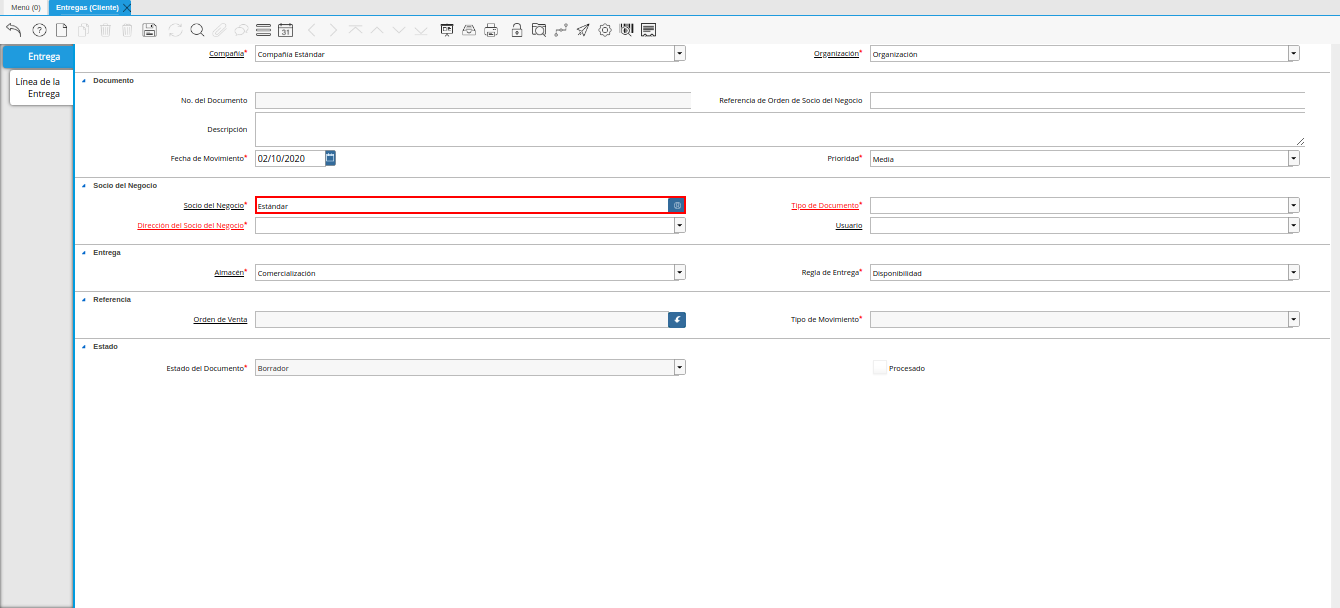 Menú (0)
Entregas (Cliente)
31
Entrega
Línea de la
Entrega
Compañía* Compañía Estándar
Organización* Organización
Documento
No. del Documento
Referencia de Orden de Socio del Negocio
Descripción
Fecha de Movimiento* 02/10/2020
Prioridad* Media
Socio del Negocio
Socio del Negocio* Estándar
Tipo de Documento*
Dirección del Socio del Negocio*
Usuario
Entrega
Almacén* Comercialización
Regla de Entrega* Disponibilidad
Referencia
Orden de Venta
Tipo de Movimiento*
Estado
Estado del Documento* Borrador
Procesado